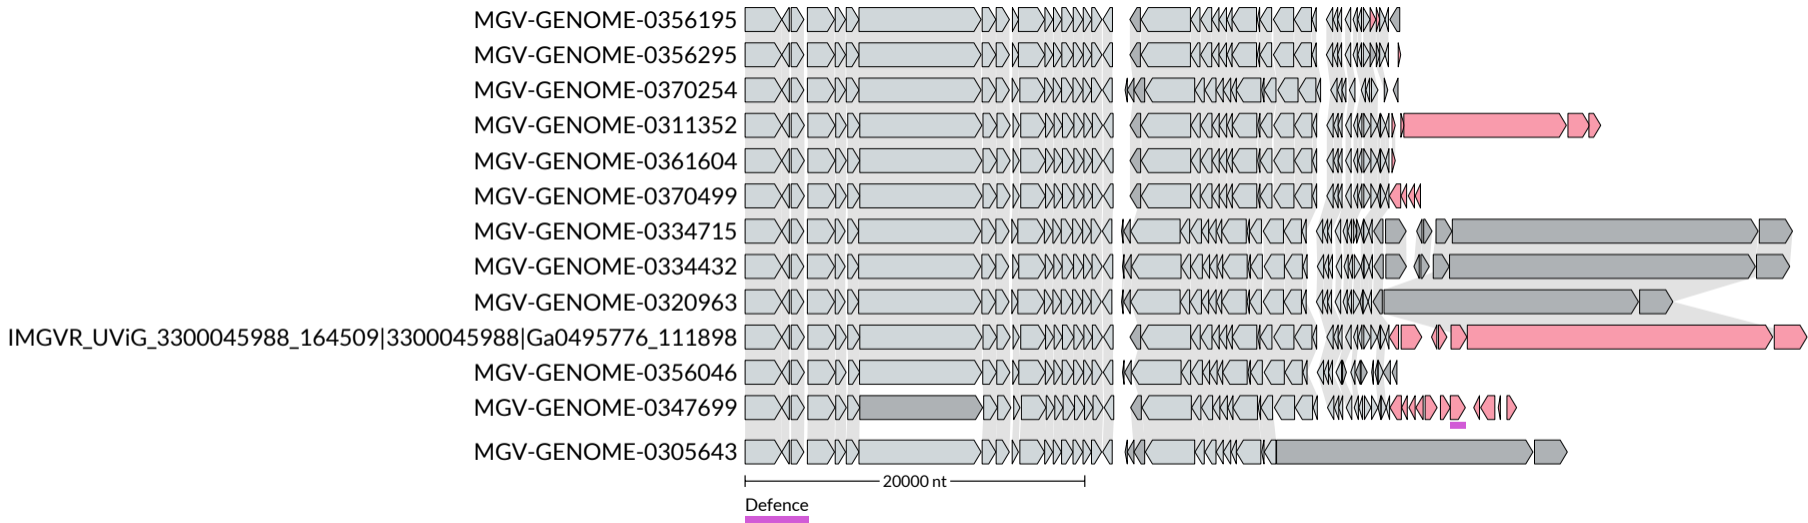 MGV-GENOME-0356195
MGV-GENOME-0356295
MGV-GENOME-0370254
MGV-GENOME-0311352
MGV-GENOME-0361604
MGV-GENOME-0370499
MGV-GENOME-0334715
MGV-GENOME-0334432
MGV-GENOME-0320963
IMGVR_UViG_3300045988_164509|3300045988|Ga0495776_111898
MGV-GENOME-0356046
MGV-GENOME-0347699
MGV-GENOME-0305643
20000 nt
Defence